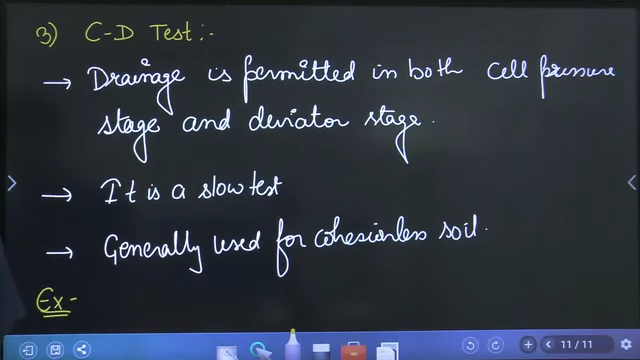 3) C-D Test:-
→ Drainage is permitted in both cell pressure
stage and deviator stage.
→ It is a slow test
→ Generally used for cohesionless soil.
Ex-
11/11